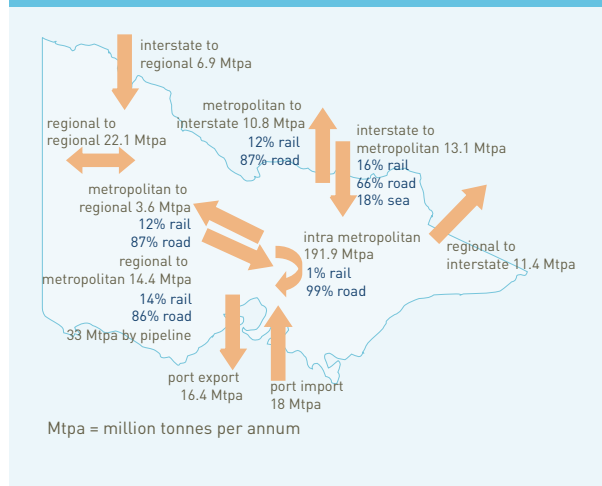 interstate to
regional 6.9 Mtpa
metropolitan to
interstate 10.8 Mtpa
12% rail
87% road
regional to
regional 22.1 Mtpa
interstate to
metropolitan 13.1 Mtpa
16% rail
66% road
18% sea
metropolitan to
regional 3.6 Mtpa
12% rail
87% road
regional to
metropolitan 14.4 Mtpa
14% rail
86% road
33 Mtpa by pipeline
intra metropolitan
191.9 Mtpa
1% rail
99% road
regional to
interstate 11.4 Mtpa
port export
16.4 Mtpa
port import
18 Mtpa
Mtpa = million tonnes per annum